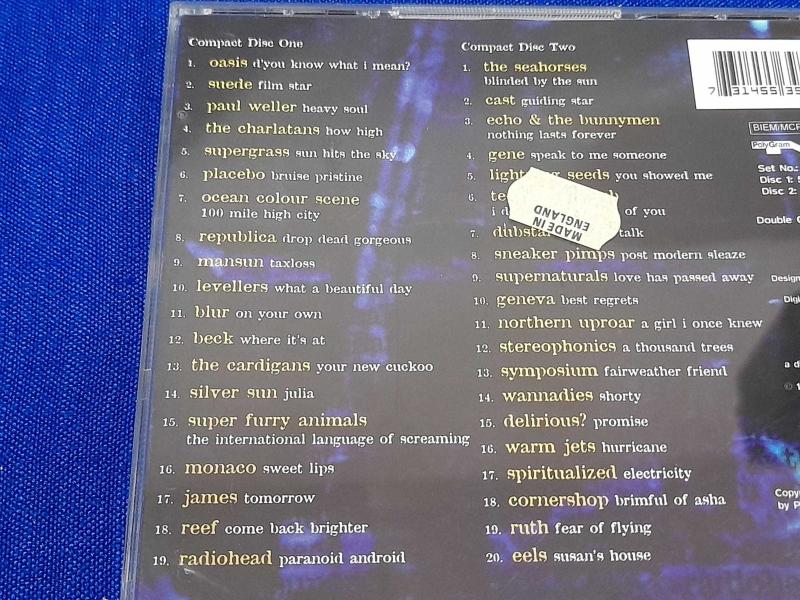 Compact Disc One
1. oasis d'you know what i mean?
2. suede film star
3. paul weller heavy soul
4. the charlatans how high
5. supergrass sun hits the sky
6. placebo bruise pristine
7. ocean colour scene
100 mile high city
8. republica drop dead gorgeous
9. mansun taxloss
10. levellers what a beautiful day
11. blur on your own
12. beck where it's at
13. the cardigans your new cuckoo
14. silver sun julia
15. super furry animals
the international language of screaming
16. monaco sweet lips
17. james tomorrow
18. reef come back brighter
19. radiohead paranoid android
Compact Disc Two
1. the seahorses
blinded by the sun
2. cast guiding star
3. echo & the bunnymen
nothing lasts forever
4. gene speak to me someone
5. seeds you showed me
6.
of you
7. talk
8. sneaker pimps post modern sleaze
9. supernaturals love has passed away
10. geneva best regrets
11. northern uproar a girl i once knew
12. stereophonics a thousand trees
13. symposium fairweather friend
14. wannadies shorty
15. delirious? promise
16. warm jets hurricane
17. spiritualized electricity
18. cornershop brimful of asha
19. ruth fear of flying
20. eels susan's house
MADE IN
ENGLAND
7 31455 35
BIEM/MCP
PolyGram
Set No.:
Disc 1: 5
Disc 2:
Double
Design
a d
by P